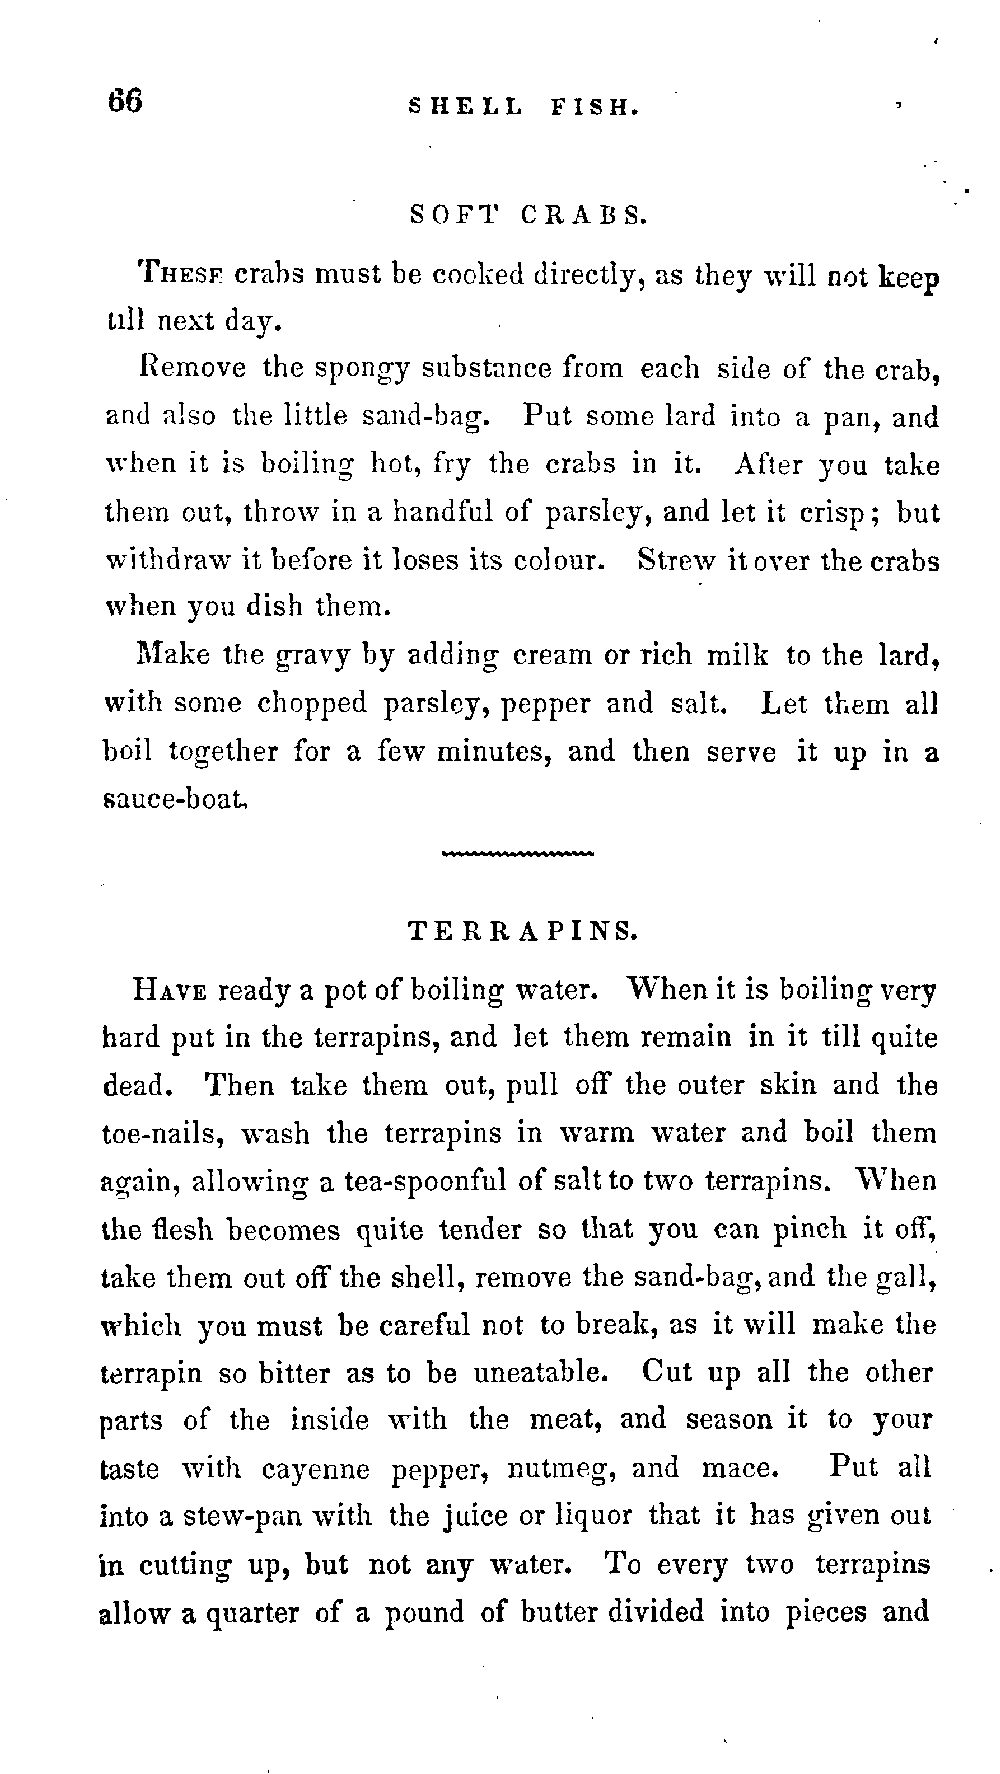 66 SHELL FISH.
SOFT CRABS.
THESE crabs must be cooked directly, as they will not keep
till next day.
Remove the spongy substance from each side of the crab,
and also the little sand-bag. Put some lard into a pan, and
when it is boiling hot, fry the crabs in it. After you take
them out, throw in a handful of parsley, and let it crisp; but
withdraw it before it loses its colour. Strew it over the crabs
when you dish them.
Make the gravy by adding cream or rich milk to the lard,
with some chopped parsley, pepper and salt. Let them all
boil together for a few minutes, and then serve it up in a
sauce-boat.
TERRAPINS.
HAVE ready a pot of boiling water. When it is boiling very
hard put in the terrapins, and let them remain in it till quite
dead. Then take them out, pull off the outer skin and the
toe-nails, wash the terrapins in warm water and boil them
again, allowing a tea-spoonful of salt to two terrapins. When
the flesh becomes quite tender so that you can pinch it off,
take them out off the shell, remove the sand-bag, and the gall,
which you must be careful not to break, as it will make the
terrapin so bitter as to be uneatable. Cut up all the other
parts of the inside with the meat, and season it to your
taste with cayenne pepper, nutmeg, and mace. Put all
into a stew-pan with the juice or liquor that it has given out
in cutting up, but not any water. To every two terrapins
allow a quarter of a pound of butter divided into pieces and